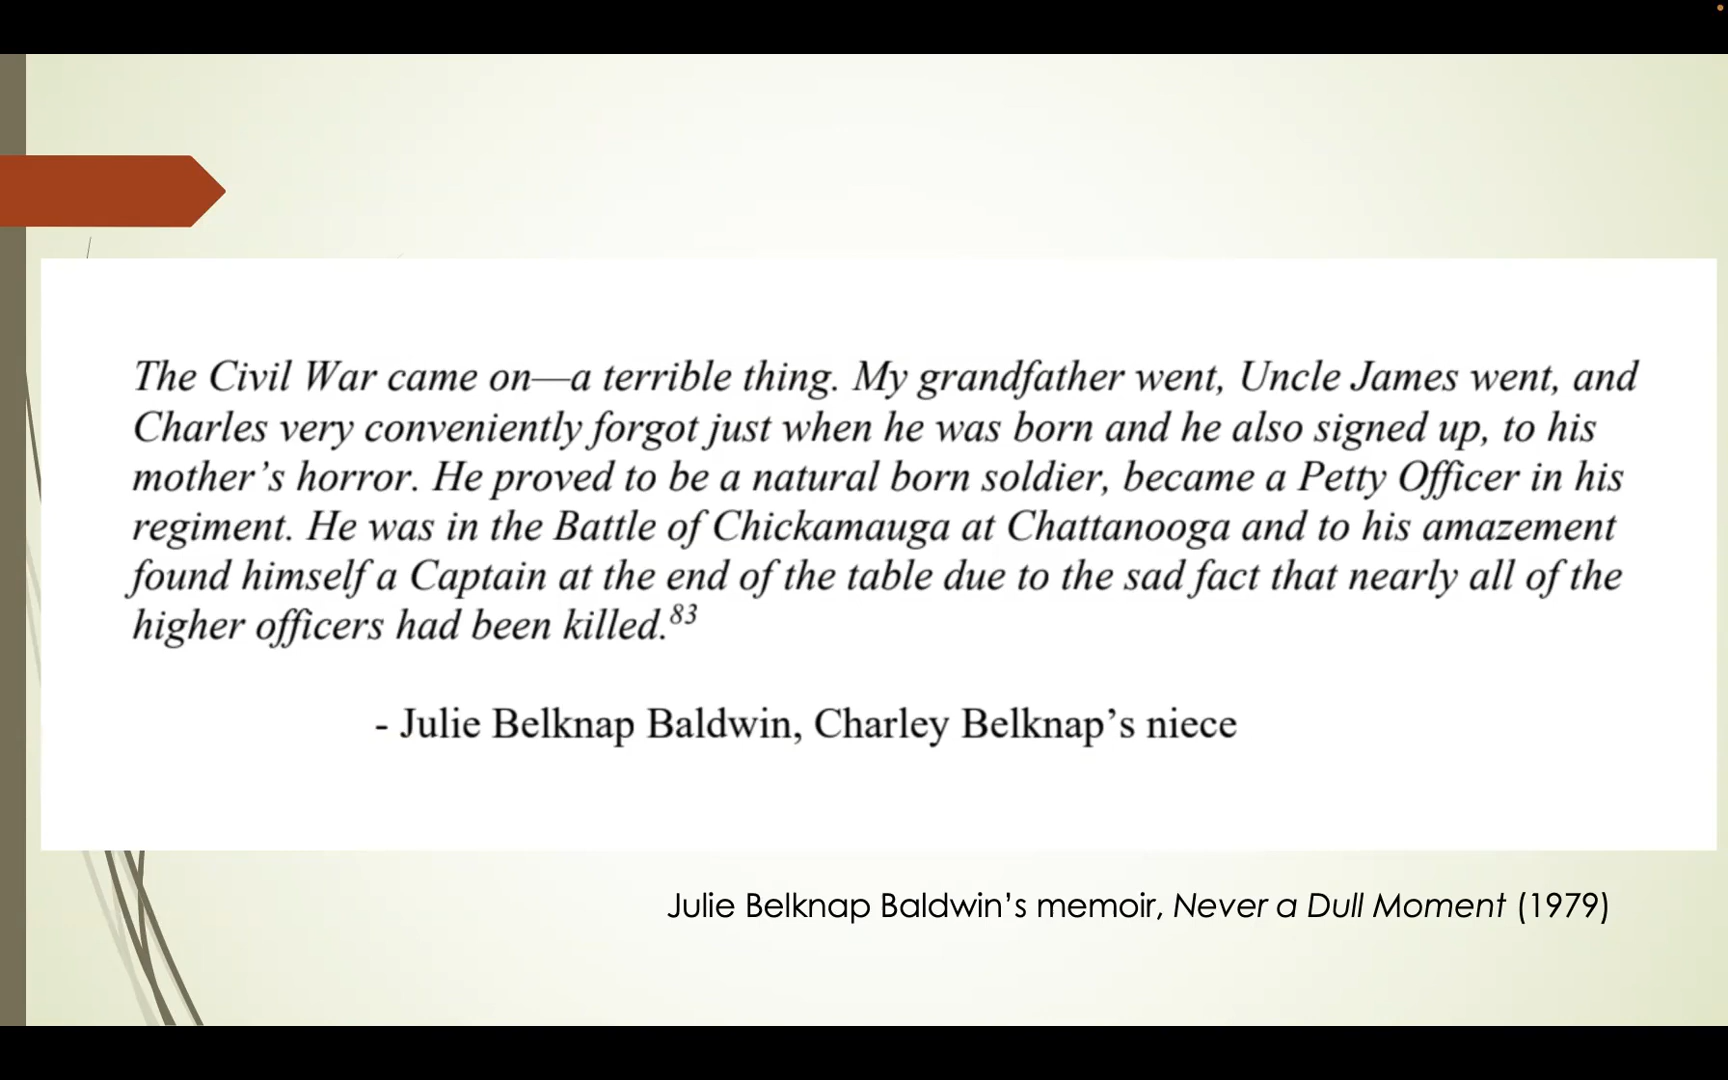 The Civil War came on—a terrible thing. My grandfather went, Uncle James went, and
Charles very conveniently forgot just when he was born and he also signed up, to his
mother’s horror. He proved to be a natural born soldier, became a Petty Officer in his
regiment. He was in the Battle of Chickamauga at Chattanooga and to his amazement
found himself a Captain at the end of the table due to the sad fact that nearly all of the
higher officers had been killed.⁸³
- Julie Belknap Baldwin, Charley Belknap’s niece
Julie Belknap Baldwin’s memoir, Never a Dull Moment (1979)